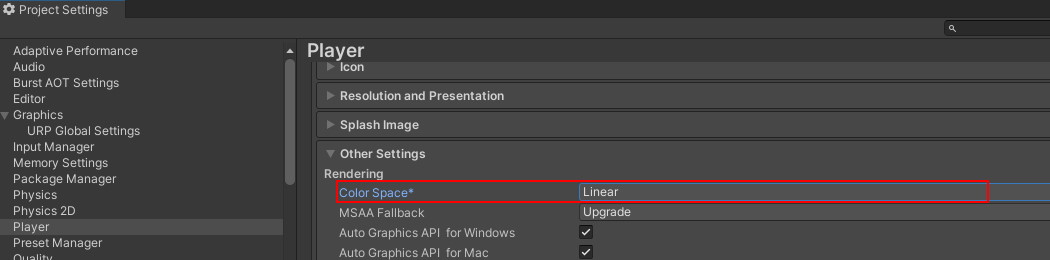 Project Settings
Adaptive Performance
Audio
Burst AOT Settings
Editor
Graphics
URP Global Settings
Input Manager
Memory Settings
Package Manager
Physics
Physics 2D
Player
Preset Manager
Quality
Player
Icon
Resolution and Presentation
Splash Image
Other Settings
Rendering
Color Space* Linear
MSAA Fallback Upgrade
Auto Graphics API for Windows
Auto Graphics API for Mac